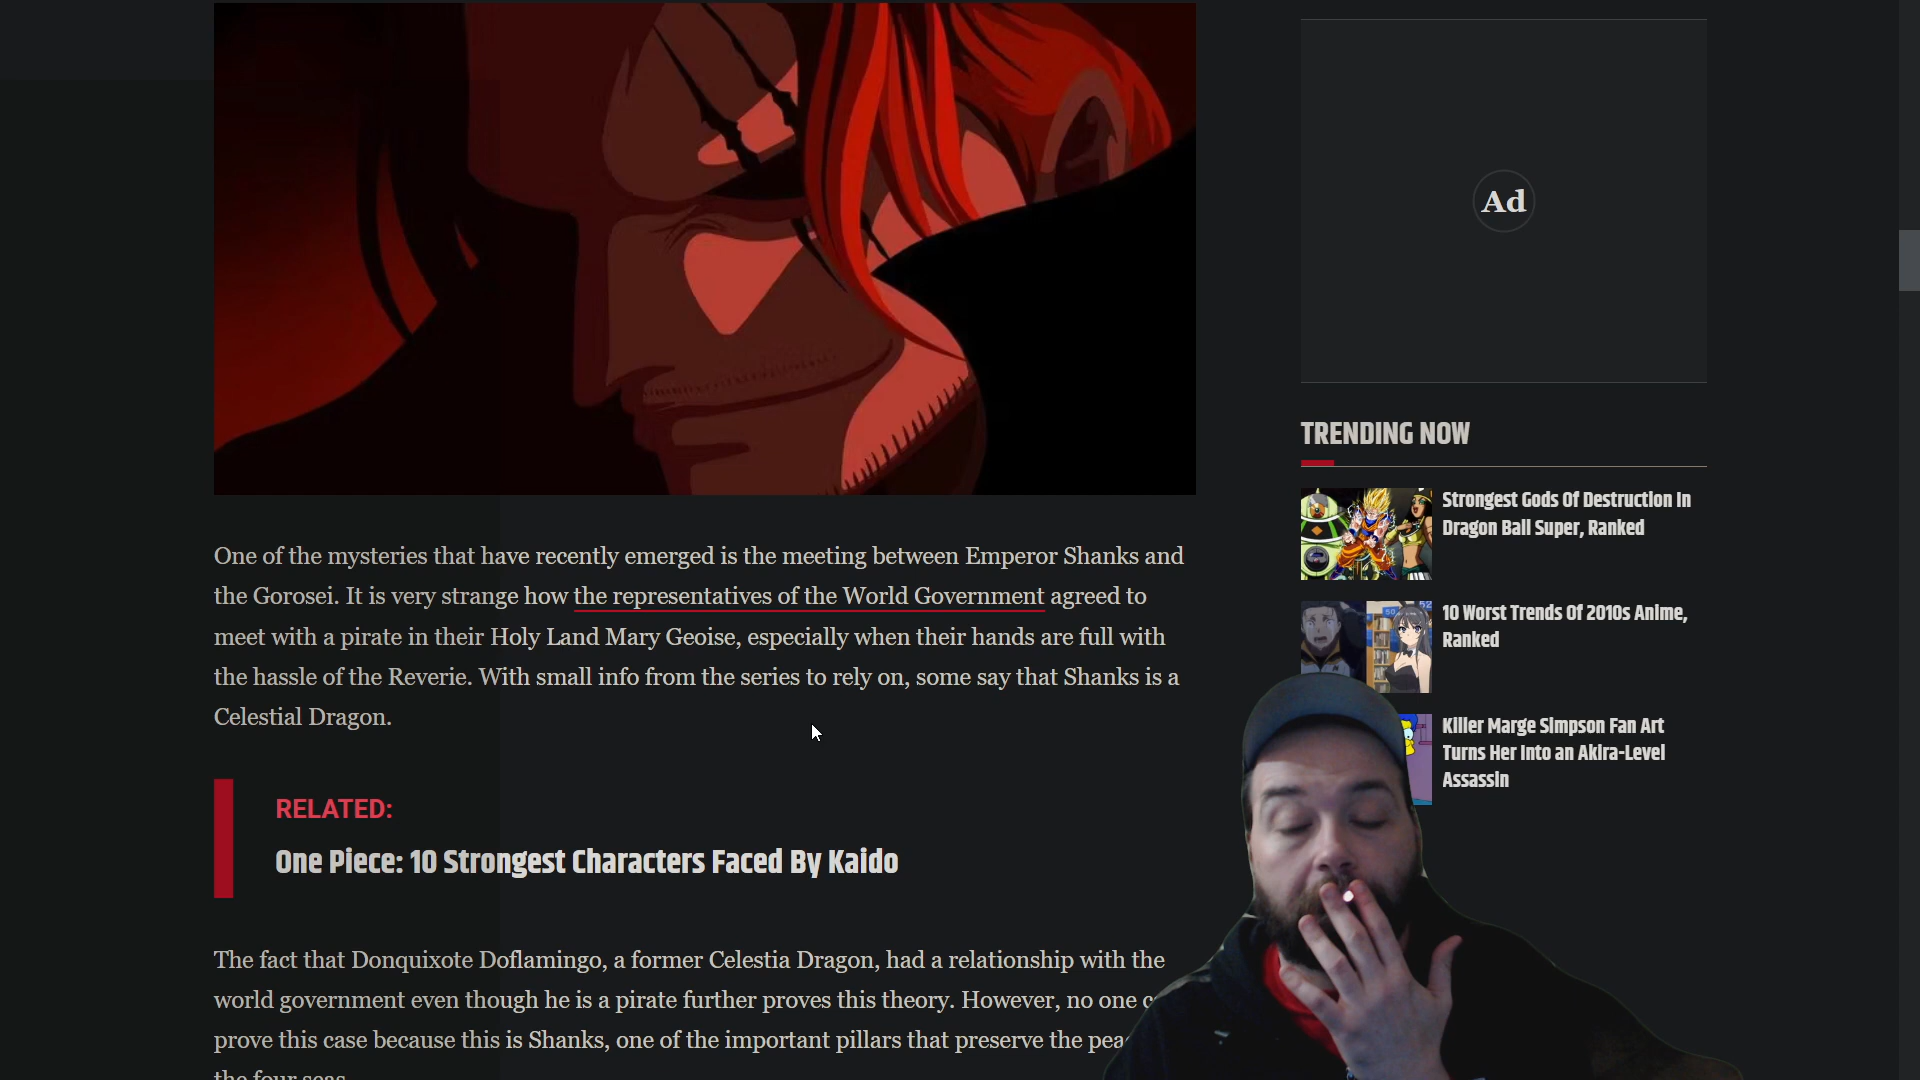 One of the mysteries that have recently emerged is the meeting between Emperor Shanks and
the Gorosei. It is very strange how the representatives of the World Government agreed to
meet with a pirate in their Holy Land Mary Geoise, especially when their hands are full with
the hassle of the Reverie. With small info from the series to rely on, some say that Shanks is a
Celestial Dragon.
RELATED:
One Piece: 10 Strongest Characters Faced By Kaido
The fact that Donquixote Doflamingo, a former Celestia Dragon, had a relationship with the
world government even though he is a pirate further proves this theory. However, no one
prove this case because this is Shanks, one of the important pillars that preserve the
the four seas
Ad
TRENDING NOW
Strongest Gods Of Destruction In
Dragon Ball Super, Ranked
10 Worst Trends Of 2010s Anime,
Ranked
Killer Marge Simpson Fan Art
Turns Her Into an Akira-Level
Assassin